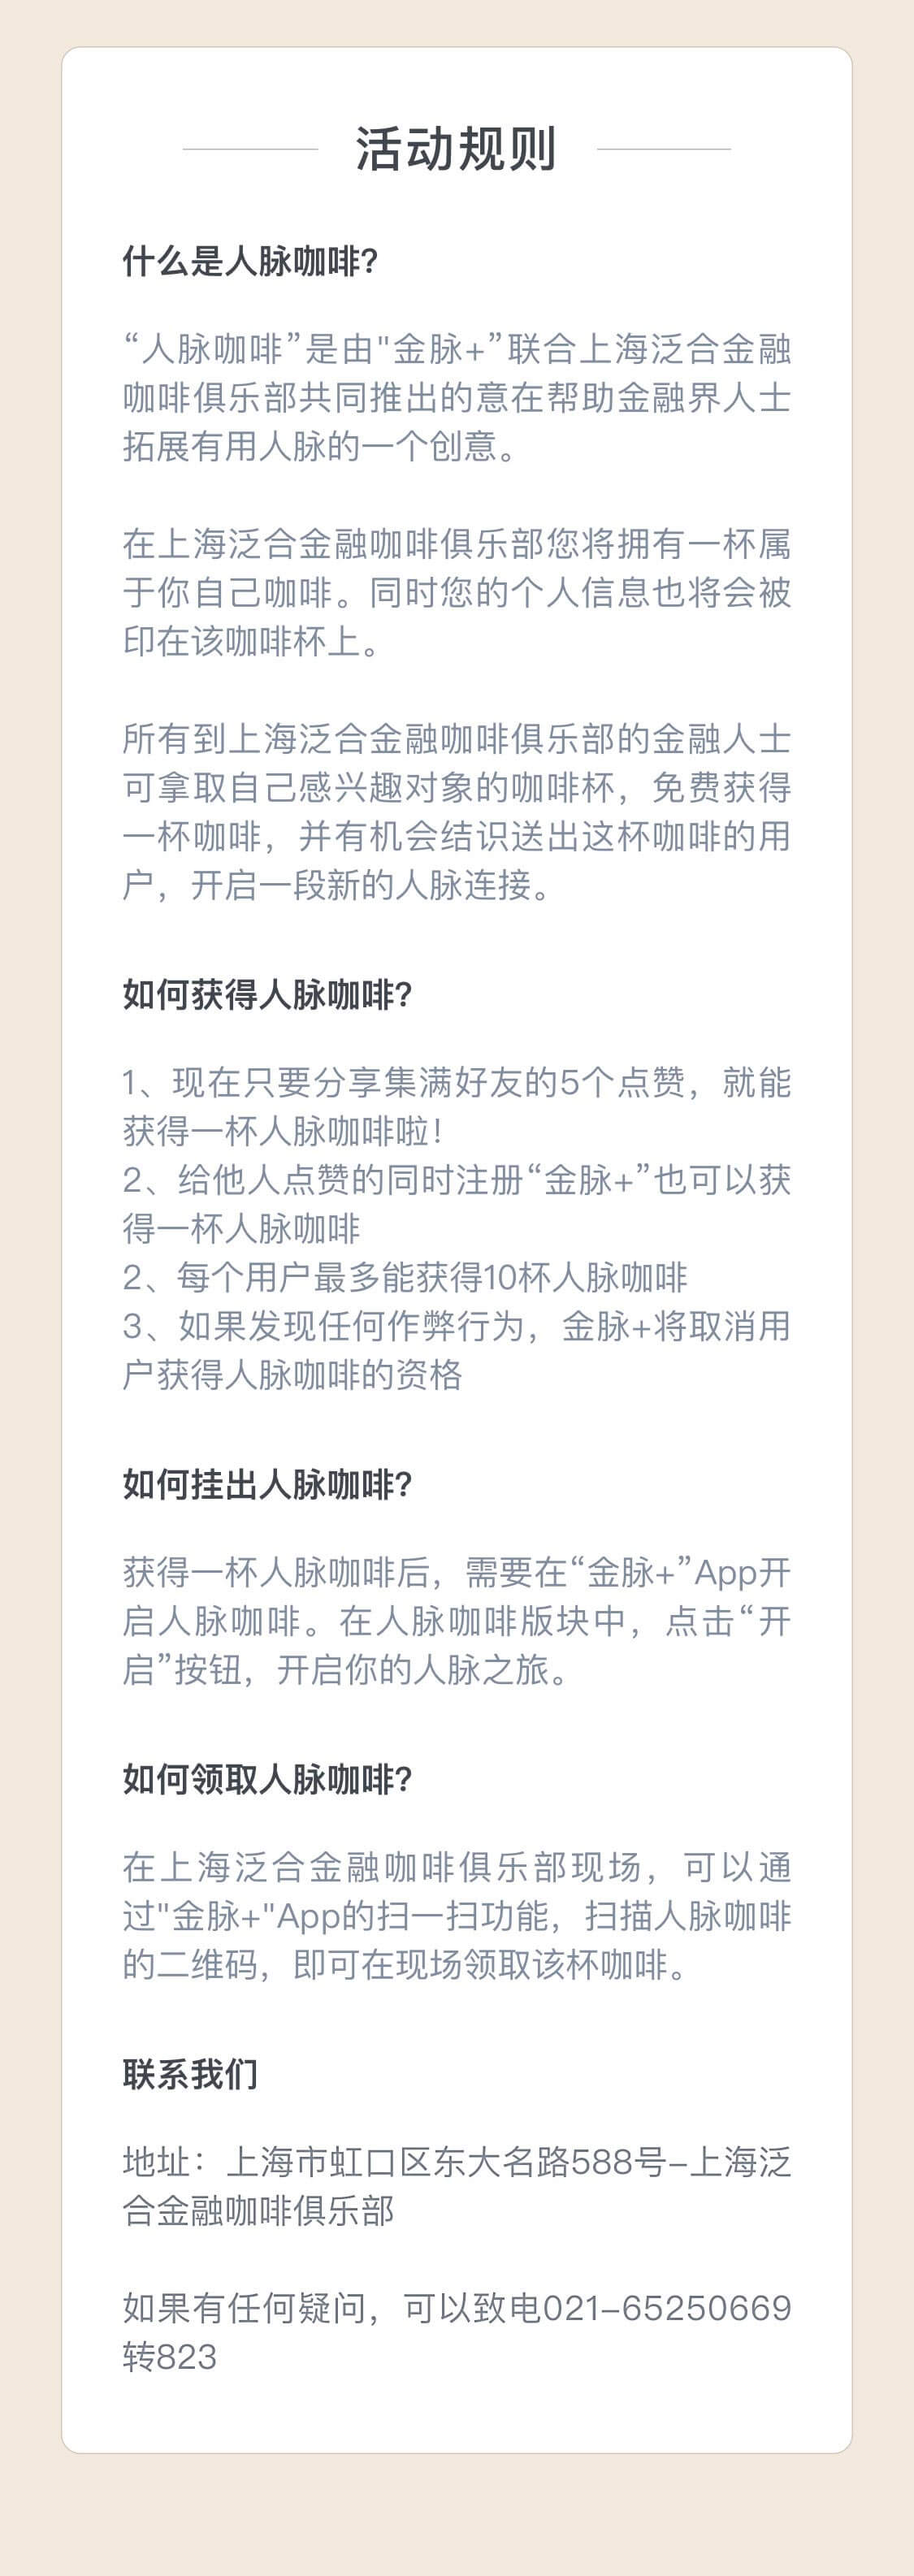 活动规则
什么是人脉咖啡?
“人脉咖啡”是由"金脉+”联合上海泛合金融
咖啡俱乐部共同推出的意在帮助金融界人士
拓展有用人脉的一个创意。
在上海泛合金融咖啡俱乐部您将拥有一杯属
于你自己咖啡。同时您的个人信息也将会被
印在该咖啡杯上。
所有到上海泛合金融咖啡俱乐部的金融人士
可拿取自己感兴趣对象的咖啡杯，免费获得
一杯咖啡，并有机会结识送出这杯咖啡的用
户，开启一段新的人脉连接。
如何获得人脉咖啡?
1、现在只要分享集满好友的5个点赞，就能
获得一杯人脉咖啡啦！
2、给他人点赞的同时注册“金脉+”也可以获
得一杯人脉咖啡
2、每个用户最多能获得10杯人脉咖啡
3、如果发现任何作弊行为，金脉+将取消用
户获得人脉咖啡的资格
如何挂出人脉咖啡?
获得一杯人脉咖啡后，需要在“金脉+”App开
启人脉咖啡。在人脉咖啡版块中，点击“开
启”按钮，开启你的人脉之旅。
如何领取人脉咖啡?
在上海泛合金融咖啡俱乐部现场，可以通
过"金脉+"App的扫一扫功能，扫描人脉咖啡
的二维码，即可在现场领取该杯咖啡。
联系我们
地址：上海市虹口区东大名路588号-上海泛
合金融咖啡俱乐部
如果有任何疑问，可以致电021-65250669
转823